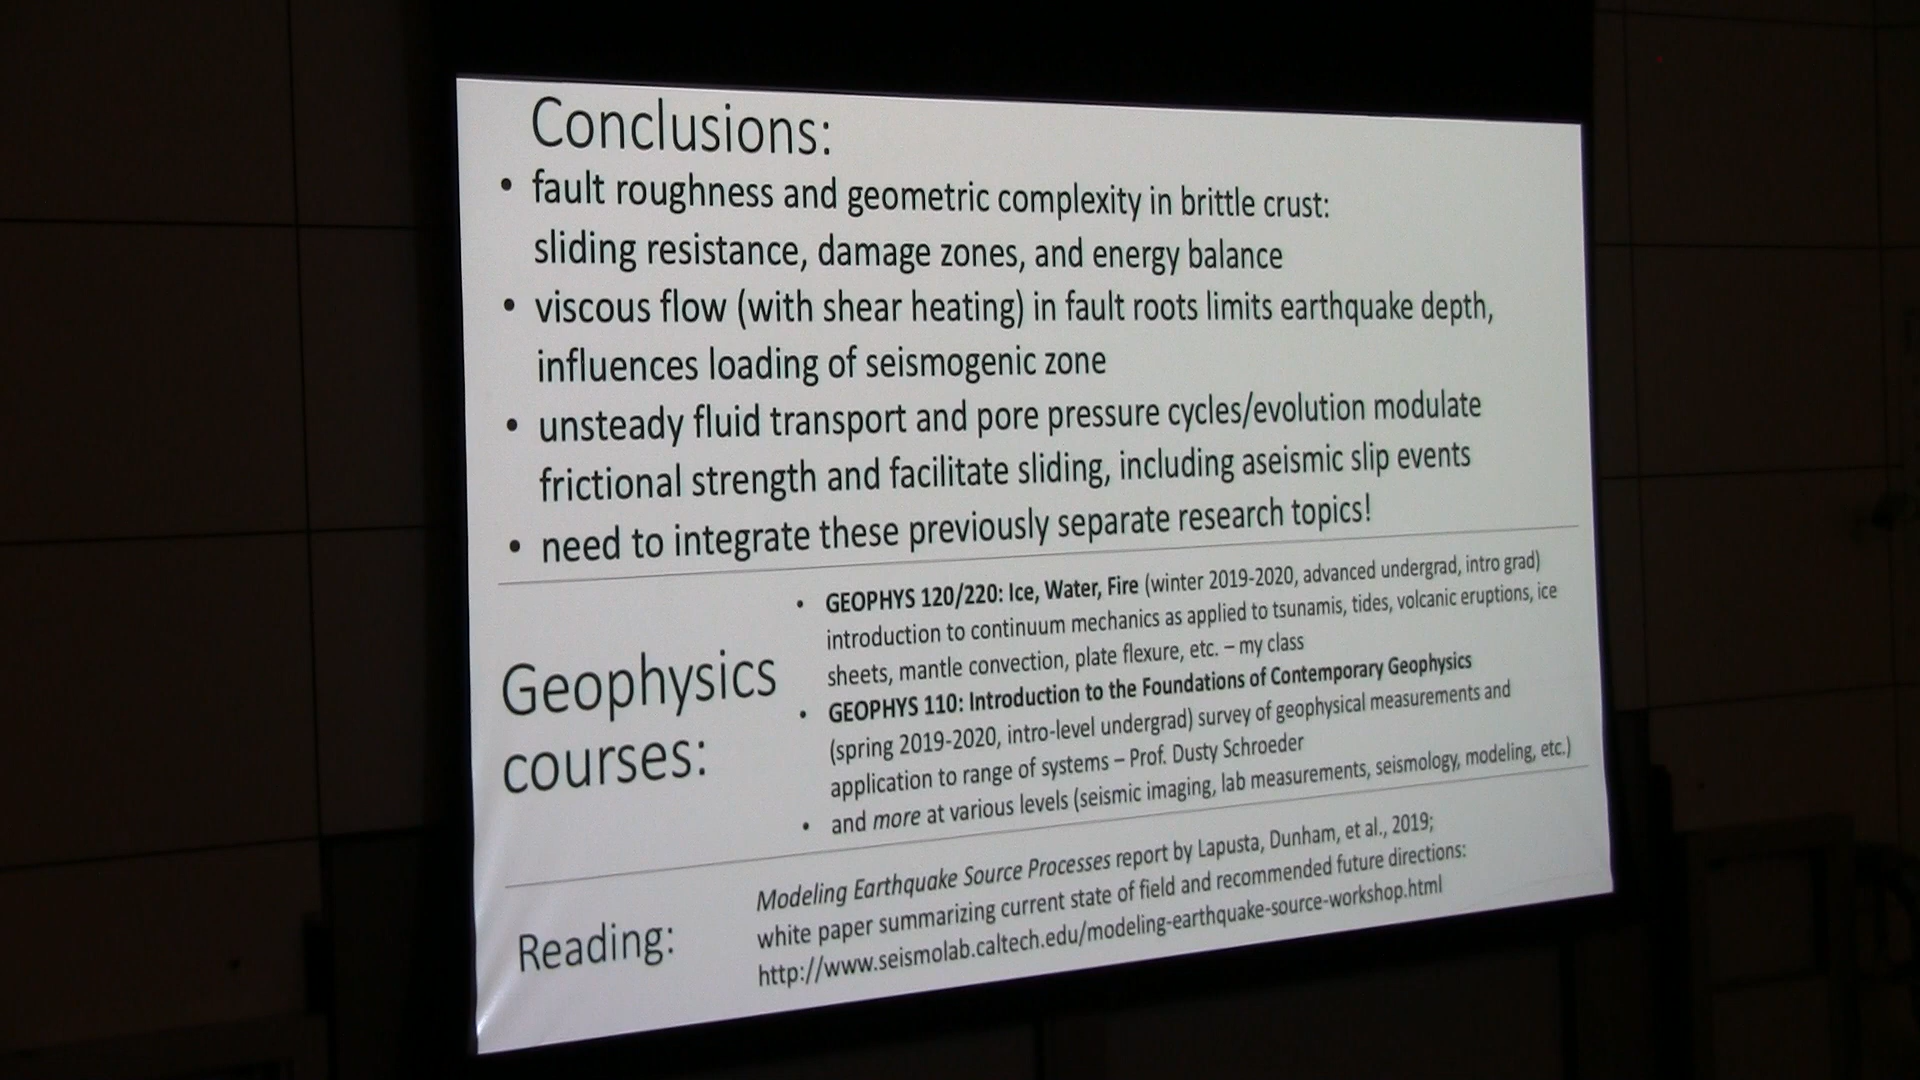 Conclusions:
• fault roughness and geometric complexity in brittle crust:
sliding resistance, damage zones, and energy balance
• viscous flow (with shear heating) in fault roots limits earthquake depth,
influences loading of seismogenic zone
• unsteady fluid transport and pore pressure cycles/evolution modulate
frictional strength and facilitate sliding, including aseismic slip events
• need to integrate these previously separate research topics!
Geophysics
courses:
• GEOPHYS 120/220: Ice, Water, Fire (winter 2019-2020, advanced undergrad, intro grad)
introduction to continuum mechanics as applied to tsunamis, tides, volcanic eruptions, ice
sheets, mantle convection, plate flexure, etc. – my class
• GEOPHYS 110: Introduction to the Foundations of Contemporary Geophysics
(spring 2019-2020, intro-level undergrad) survey of geophysical measurements and
application to range of systems – Prof. Dusty Schroeder
• and more at various levels (seismic imaging, lab measurements, seismology, modeling, etc.)
Reading:
Modeling Earthquake Source Processes report by Lapusta, Dunham, et al., 2019;
white paper summarizing current state of field and recommended future directions:
http://www.seismolab.caltech.edu/modeling-earthquake-source-workshop.html